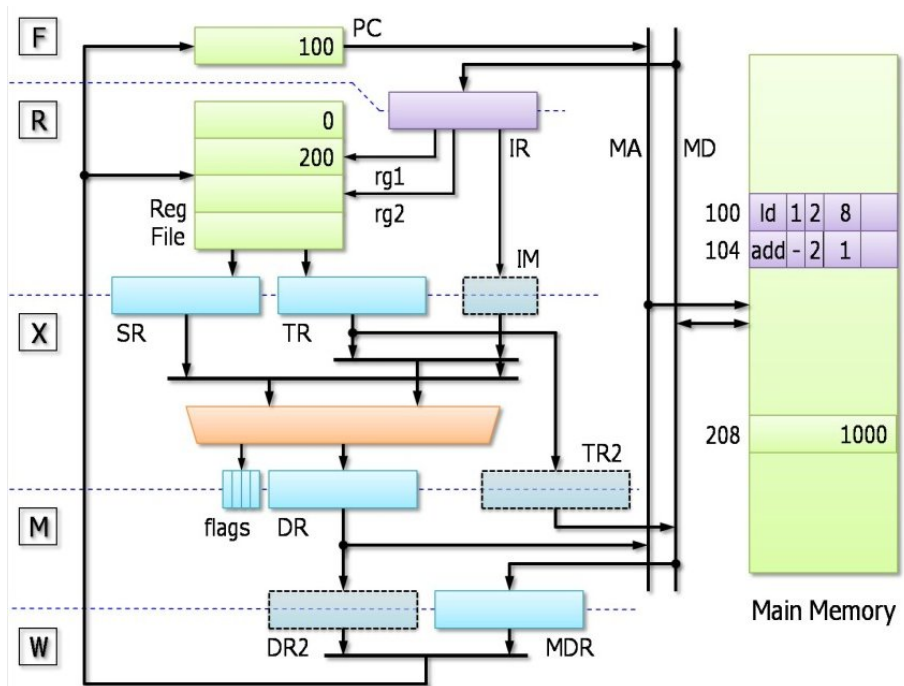 F
PC
100
R
0
200
IR
rg1
rg2
Reg
File
MA
MD
100 ld 1 2 8
104 add - 2 1
IM
SR
TR
X
208 1000
TR2
flags
DR
M
Main Memory
DR2
MDR
W